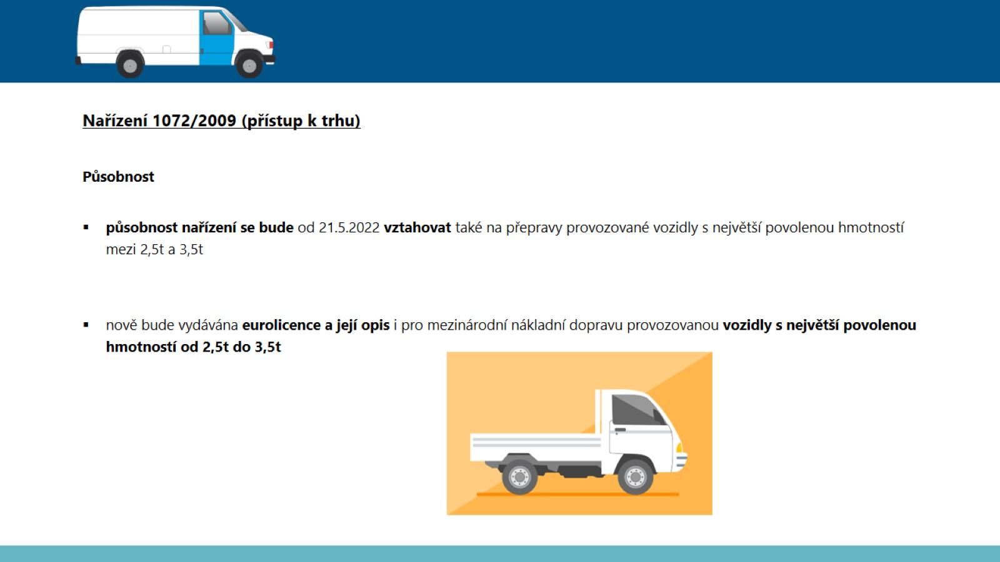 Nařízení 1072/2009 (přístup k trhu)
Působnost
▪ působnost nařízení se bude od 21.5.2022 vztahovat také na přepravy provozované vozidly s největší povolenou hmotností
mezi 2,5t a 3,5t
▪ nově bude vydávána eurolicence a její opis i pro mezinárodní nákladní dopravu provozovanou vozidly s největší povolenou
hmotností od 2,5t do 3,5t